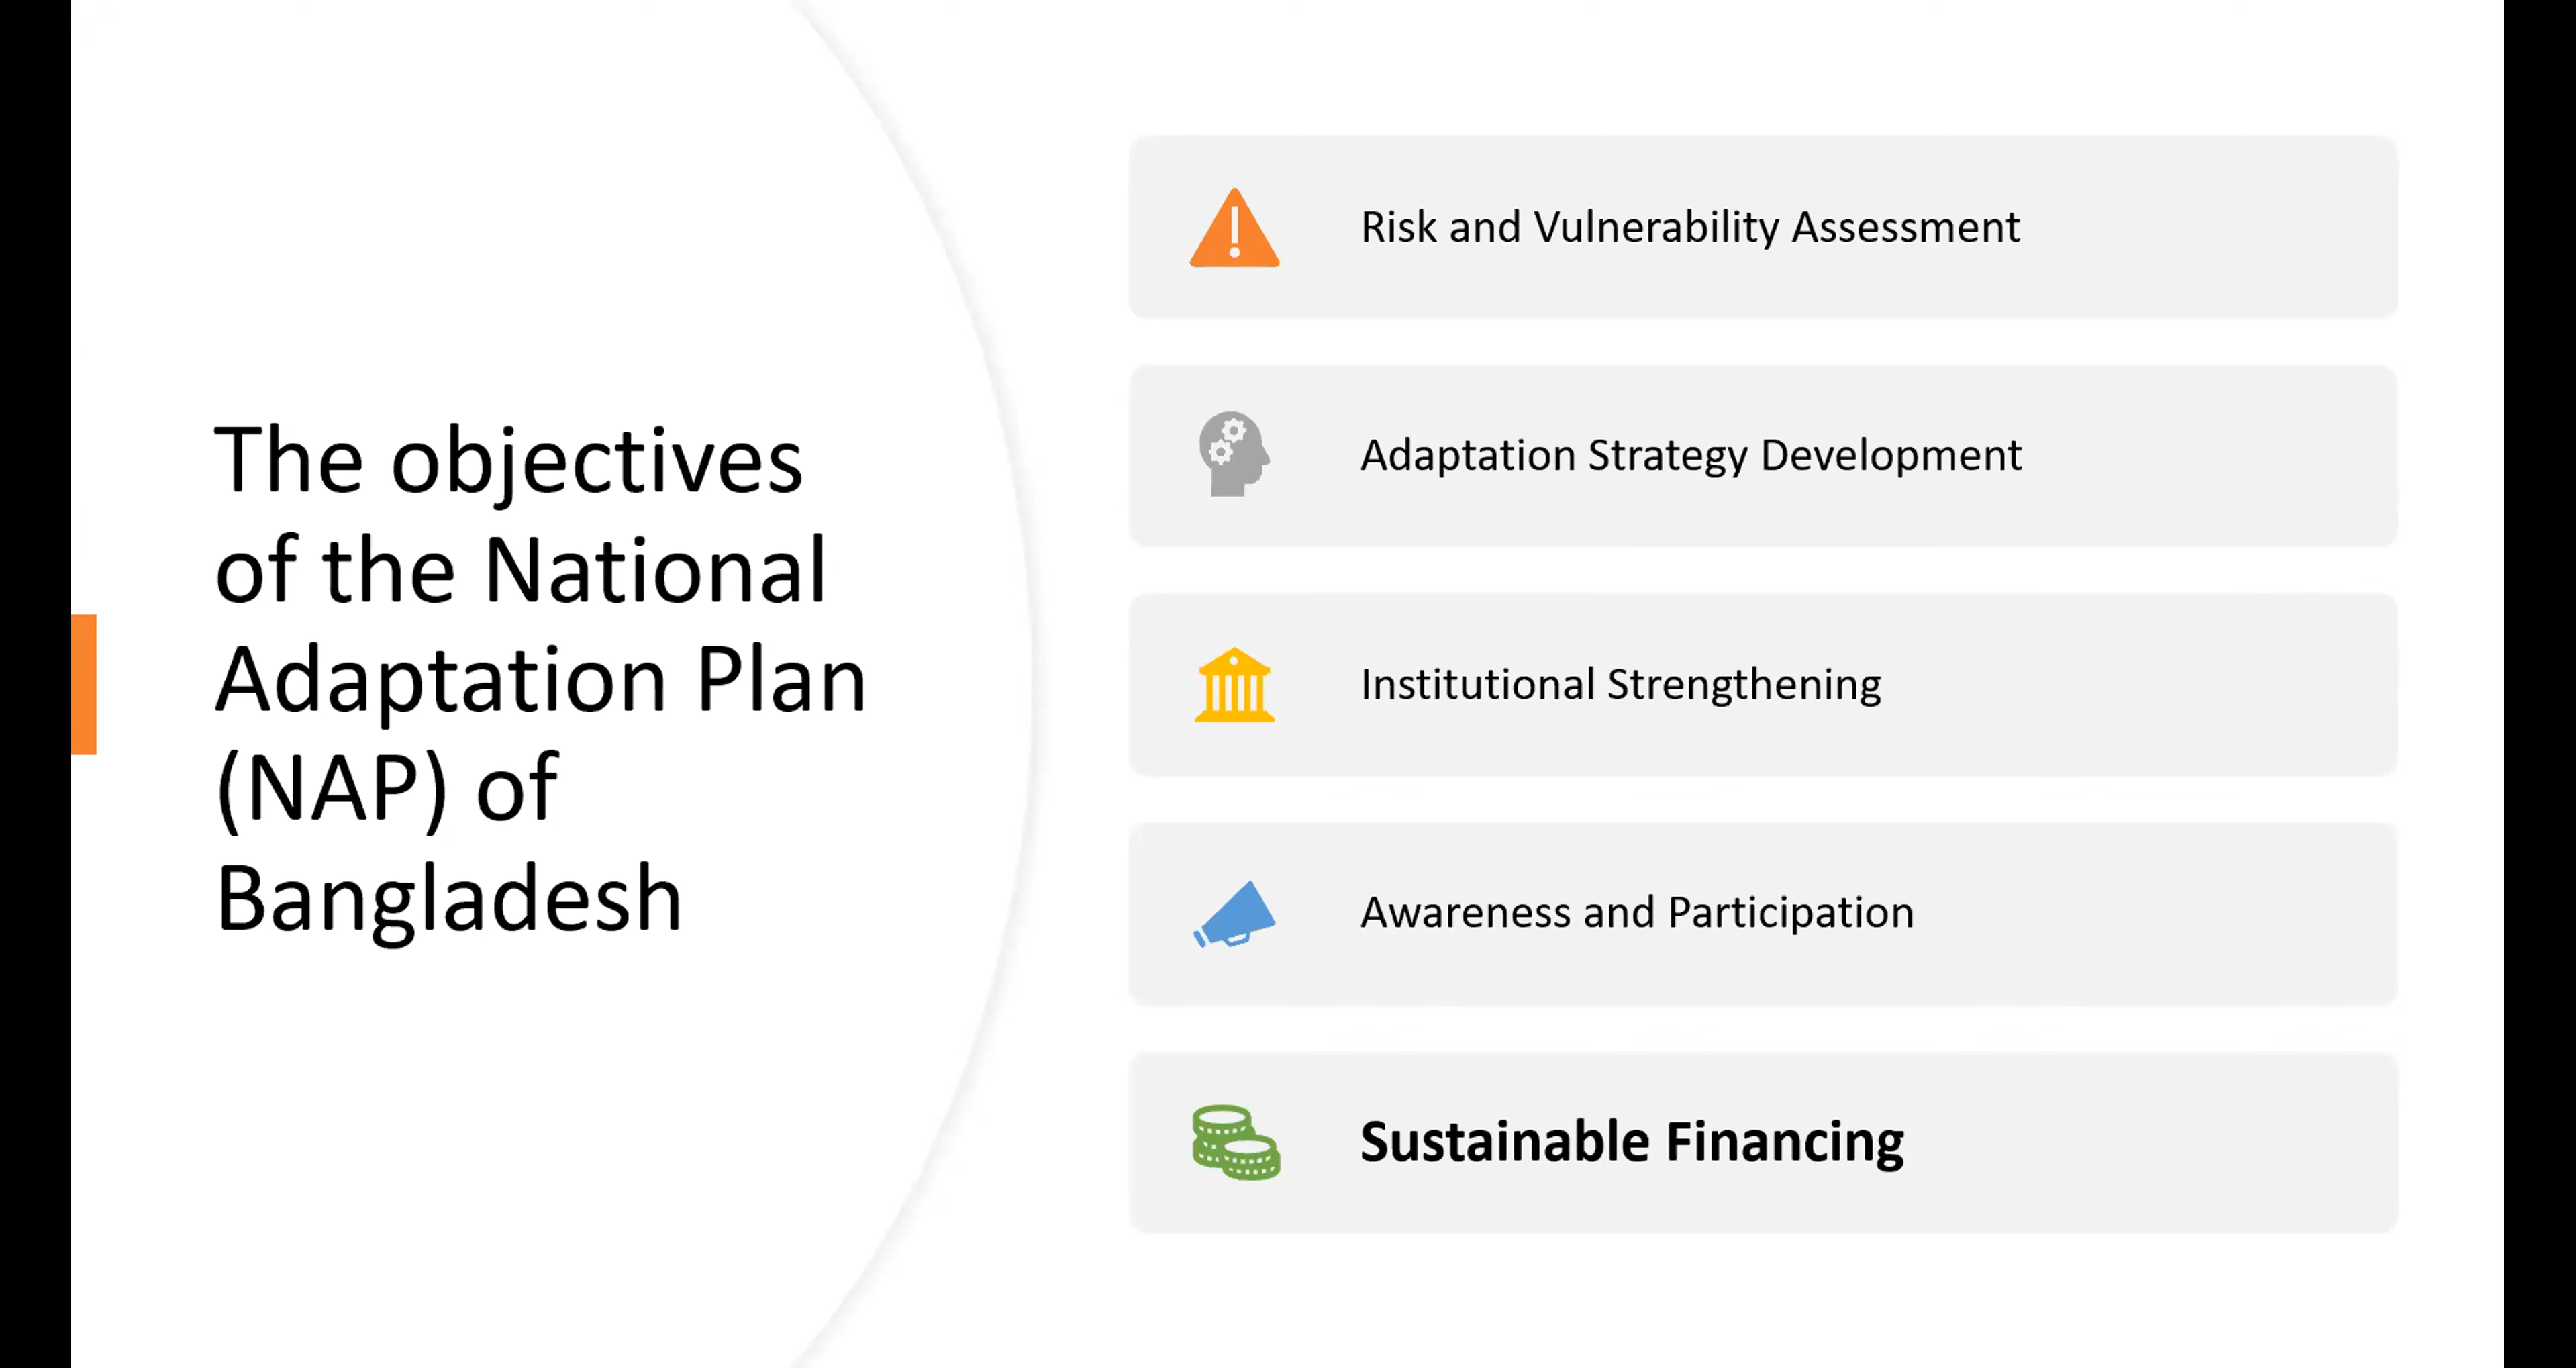 The objectives
of the National
Adaptation Plan
(NAP) of
Bangladesh
Risk and Vulnerability Assessment
Adaptation Strategy Development
Institutional Strengthening
Awareness and Participation
Sustainable Financing